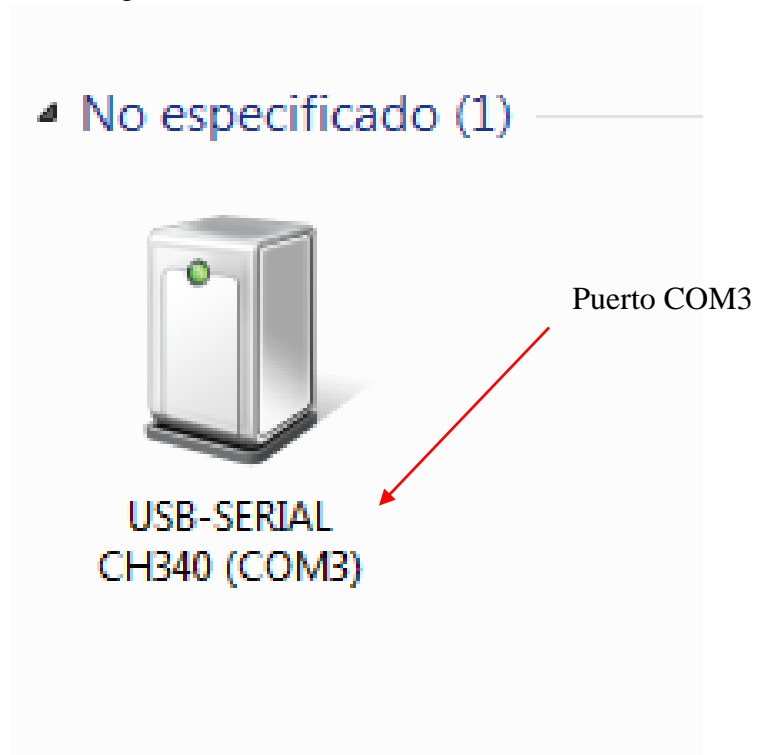 No especificado (1)
Puerto COM3
USB-SERIAL
CH340 (COM3)